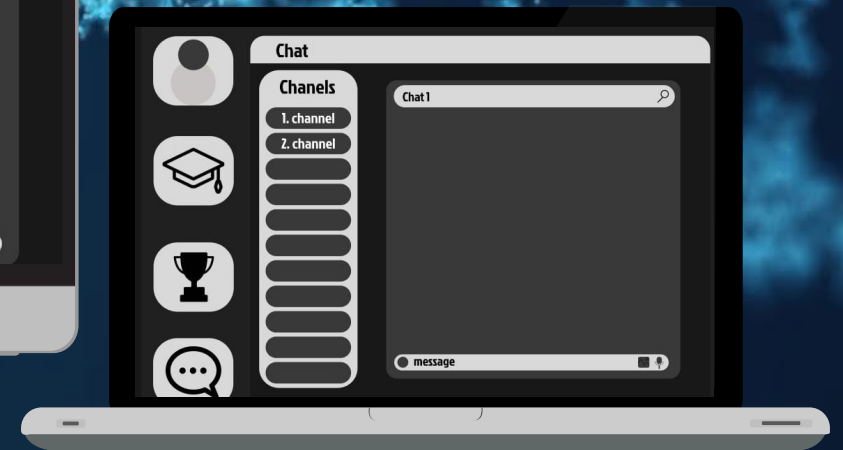 Chat
Chanels
1. channel
2. channel
Chat 1
message